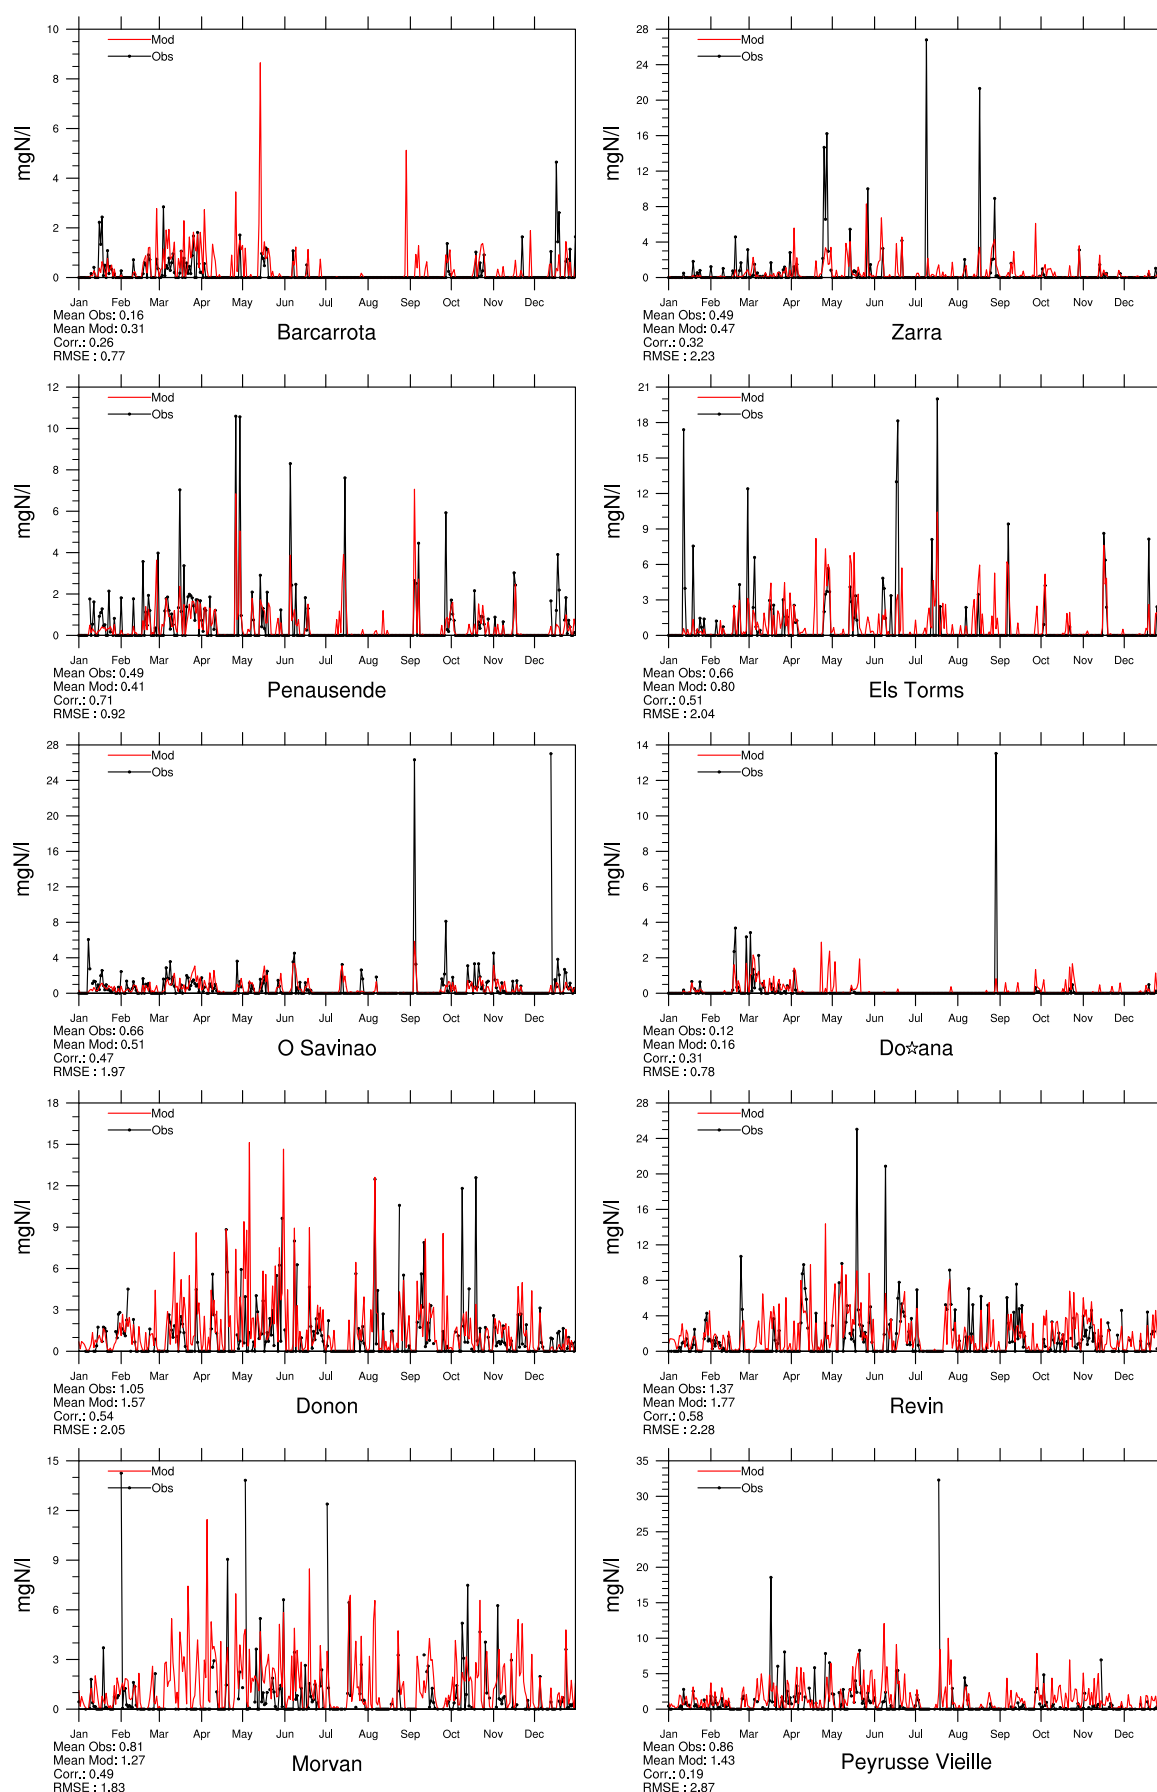 10
8
6
4
2
0
mgN/l
Mod
Obs
Jan Feb Mar Apr May Jun Jul Aug Sep Oct Nov Dec
Mean Obs: 0.16
Mean Mod: 0.31
Corr.: 0.26
RMSE : 0.77
Barcarrota
28
24
20
16
12
8
4
0
mgN/l
Mod
Obs
Jan Feb Mar Apr May Jun Jul Aug Sep Oct Nov Dec
Mean Obs: 0.49
Mean Mod: 0.47
Corr.: 0.32
RMSE : 2.23
Zarra
12
10
8
6
4
2
0
mgN/l
Mod
Obs
Jan Feb Mar Apr May Jun Jul Aug Sep Oct Nov Dec
Mean Obs: 0.49
Mean Mod: 0.41
Corr.: 0.71
RMSE : 0.92
Penausende
21
18
15
12
9
6
3
0
mgN/l
Mod
Obs
Jan Feb Mar Apr May Jun Jul Aug Sep Oct Nov Dec
Mean Obs: 0.66
Mean Mod: 0.80
Corr.: 0.51
RMSE : 2.04
Els Torms
28
24
20
16
12
8
4
0
mgN/l
Mod
Obs
Jan Feb Mar Apr May Jun Jul Aug Sep Oct Nov Dec
Mean Obs: 0.66
Mean Mod: 0.51
Corr.: 0.47
RMSE : 1.97
O Savinao
14
12
10
8
6
4
2
0
mgN/l
Mod
Obs
Jan Feb Mar Apr May Jun Jul Aug Sep Oct Nov Dec
Mean Obs: 0.12
Mean Mod: 0.16
Corr.: 0.31
RMSE : 0.78
Do☆ana
18
15
12
9
6
3
0
mgN/l
Mod
Obs
Jan Feb Mar Apr May Jun Jul Aug Sep Oct Nov Dec
Mean Obs: 1.05
Mean Mod: 1.57
Corr.: 0.54
RMSE : 2.05
Donon
28
24
20
16
12
8
4
0
mgN/l
Mod
Obs
Jan Feb Mar Apr May Jun Jul Aug Sep Oct Nov Dec
Mean Obs: 1.37
Mean Mod: 1.77
Corr.: 0.58
RMSE : 2.28
Revin
15
12
9
6
3
0
mgN/l
Mod
Obs
Jan Feb Mar Apr May Jun Jul Aug Sep Oct Nov Dec
Mean Obs: 0.81
Mean Mod: 1.27
Corr.: 0.49
RMSE : 1.83
Morvan
35
30
25
20
15
10
5
0
mgN/l
Mod
Obs
Jan Feb Mar Apr May Jun Jul Aug Sep Oct Nov Dec
Mean Obs: 0.86
Mean Mod: 1.43
Corr.: 0.19
RMSE : 2.87
Peyrusse Vieille